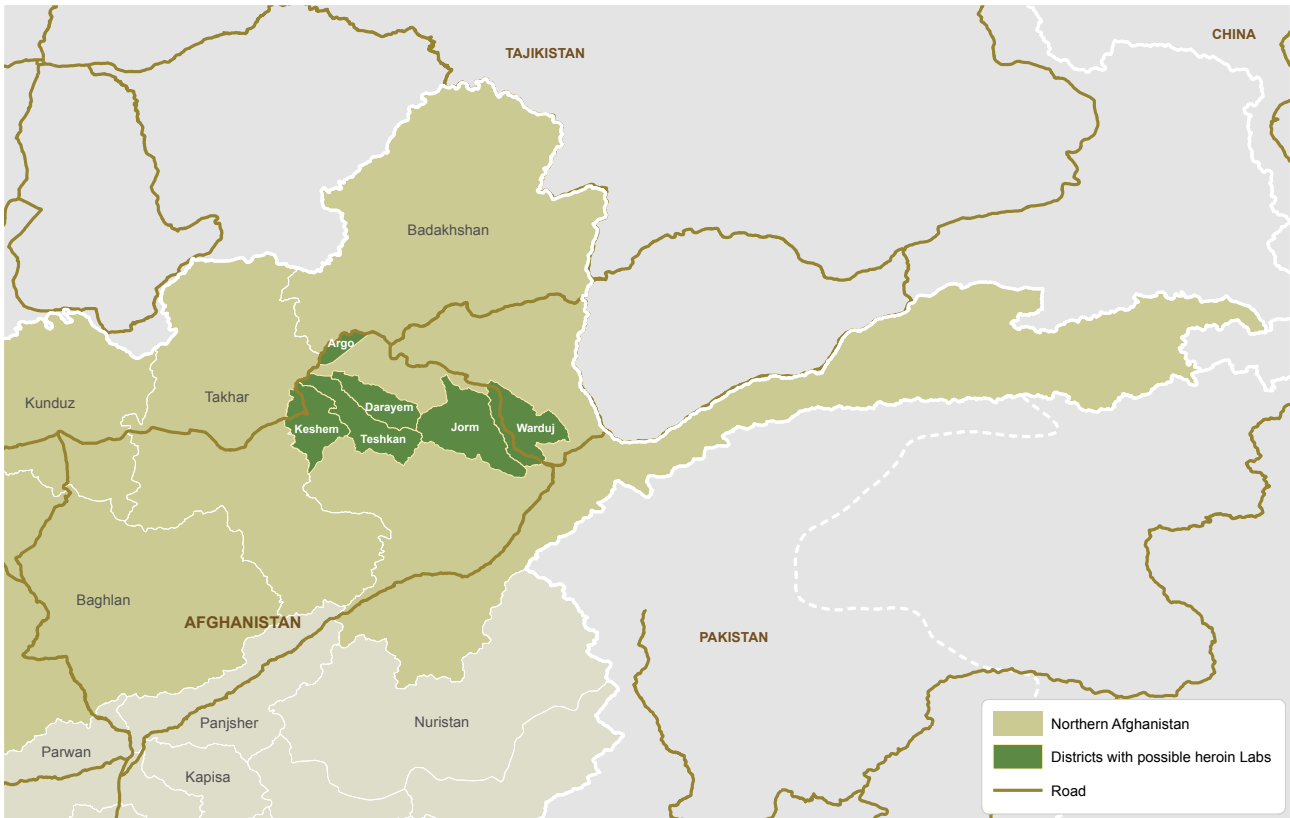 CHINA
TAJIKISTAN
Badakhshan
Argo
Takhar
Kunduz
Darayem
Keshem
Teshkan
Jorm
Warduj
Baghlan
AFGHANISTAN
PAKISTAN
Panjsher
Nuristan
Parwan
Kapisa
Northern Afghanistan
Districts with possible heroin Labs
Road